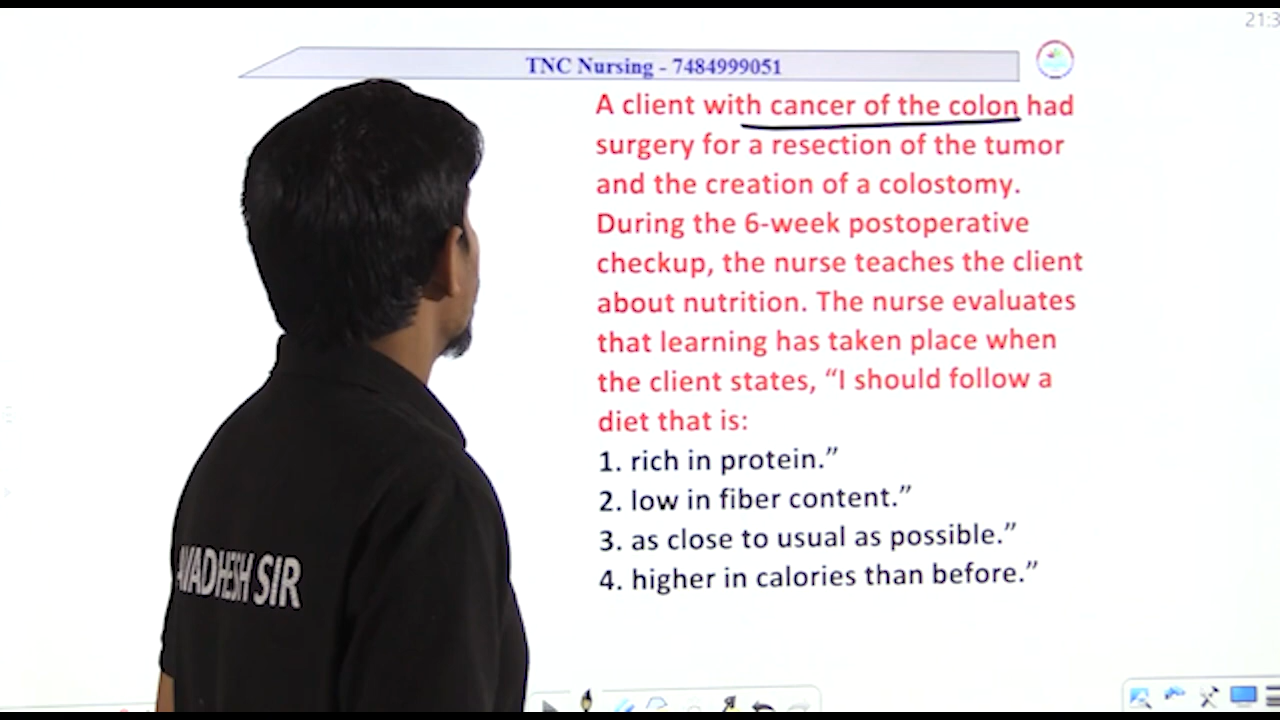 21:3
TNC Nursing - 7484999051
A client with cancer of the colon had
surgery for a resection of the tumor
and the creation of a colostomy.
During the 6-week postoperative
checkup, the nurse teaches the client
about nutrition. The nurse evaluates
that learning has taken place when
the client states, “I should follow a
diet that is:
1. rich in protein.”
2. low in fiber content.”
3. as close to usual as possible.”
4. higher in calories than before.”
AVADHESH SIR